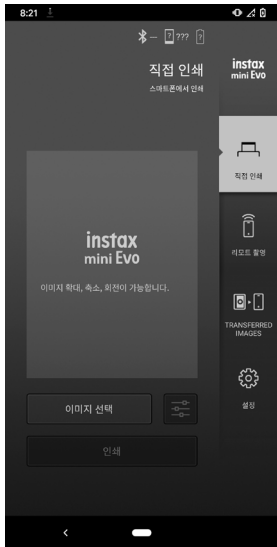 8:21
? ??? ?
직접 인쇄
스마트폰에서 인쇄
instax
mini Evo
직접 인쇄
리모트 촬영
TRANSFERRED
IMAGES
설정
instax
mini Evo
이미지 확대, 축소, 회전이 가능합니다.
이미지 선택
인쇄